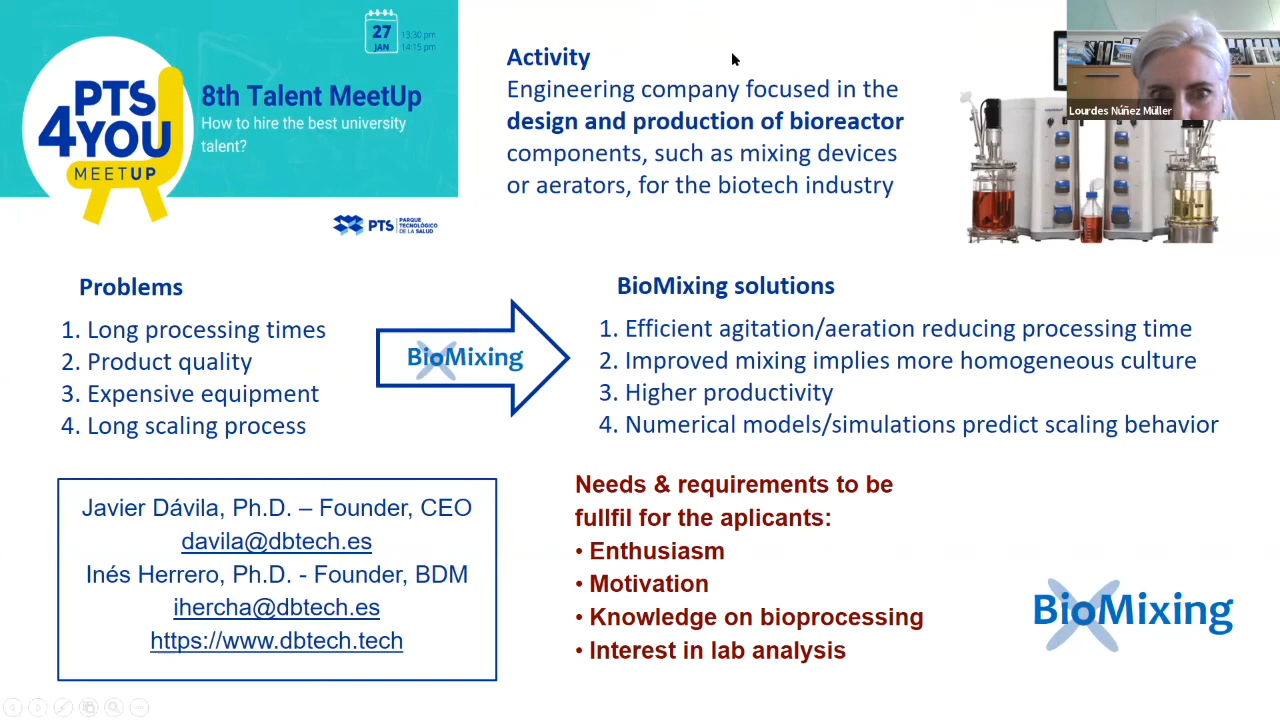 27
JAN
13;30 pm
14:15 pm
PTS
4YOU
MEETUP
8th Talent MeetUp
How to hire the best university
talent?
PTS
PARQUE
TECNOLÓGICO
DE LA SALUD
Activity
Engineering company focused in the
design and production of bioreactor
components, such as mixing devices
or aerators, for the biotech industry
Lourdes Núñez Müller
Problems
1. Long processing times
2. Product quality
3. Expensive equipment
4. Long scaling process
BioMixing
BioMixing solutions
1. Efficient agitation/aeration reducing processing time
2. Improved mixing implies more homogeneous culture
3. Higher productivity
4. Numerical models/simulations predict scaling behavior
Javier Dávila, Ph.D. – Founder, CEO
davila@dbtech.es
Inés Herrero, Ph.D. - Founder, BDM
ihercha@dbtech.es
https://www.dbtech.tech
Needs & requirements to be
fullfil for the aplicants:
• Enthusiasm
• Motivation
• Knowledge on bioprocessing
• Interest in lab analysis
BioMixing